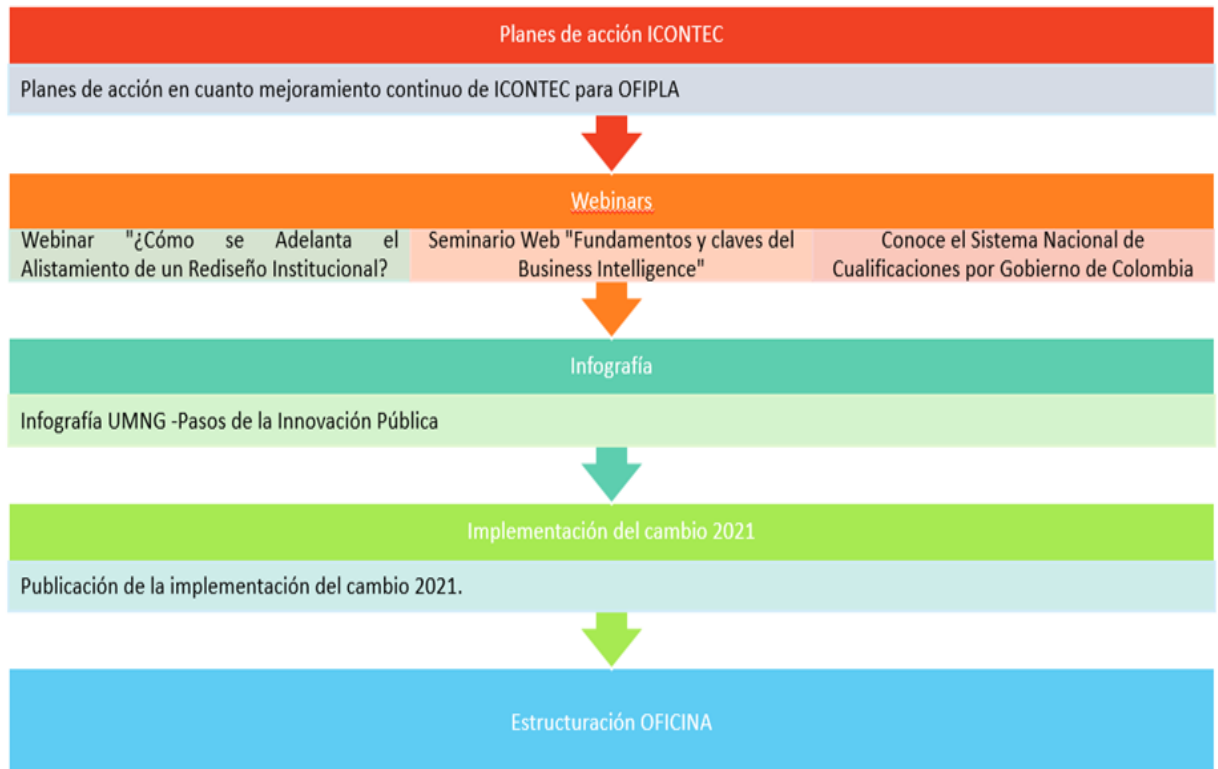 Planes de acción ICONTEC
Planes de acción en cuanto mejoramiento continuo de ICONTEC para OFIPLA
Webinars
Webinar "¿Cómo se Adelanta el
Alistamiento de un Rediseño Institucional?
Seminario Web "Fundamentos y claves del
Business Intelligence"
Conoce el Sistema Nacional de
Cualificaciones por Gobierno de Colombia
Infografía
Infografía UMNG -Pasos de la Innovación Pública
Implementación del cambio 2021
Publicación de la implementación del cambio 2021.
Estructuración OFICINA